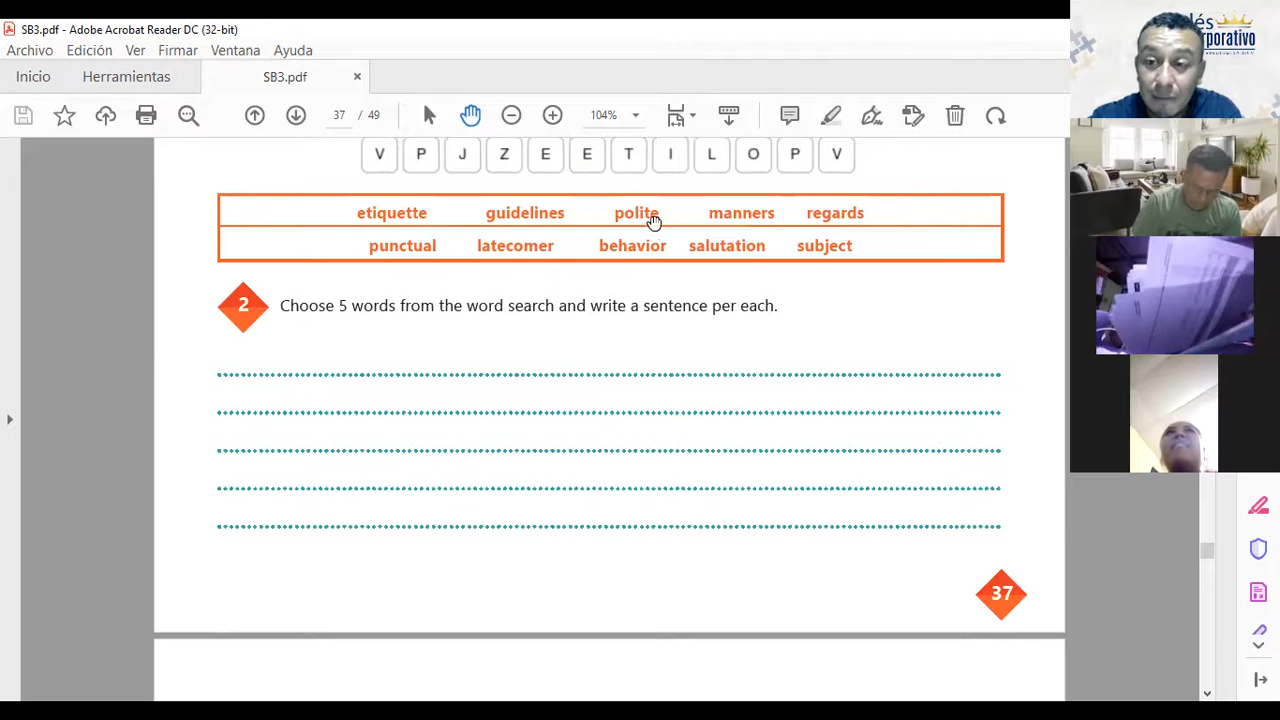 SB3.pdf - Adobe Acrobat Reader DC (32-bit)
Archivo Edición Ver Firmar Ventana Ayuda
Inicio Herramientas SB3.pdf ×
37 / 49 104%
V P J Z E E T I L O P V
etiquette guidelines polite manners regards
punctual latecomer behavior salutation subject
2 Choose 5 words from the word search and write a sentence per each.
37